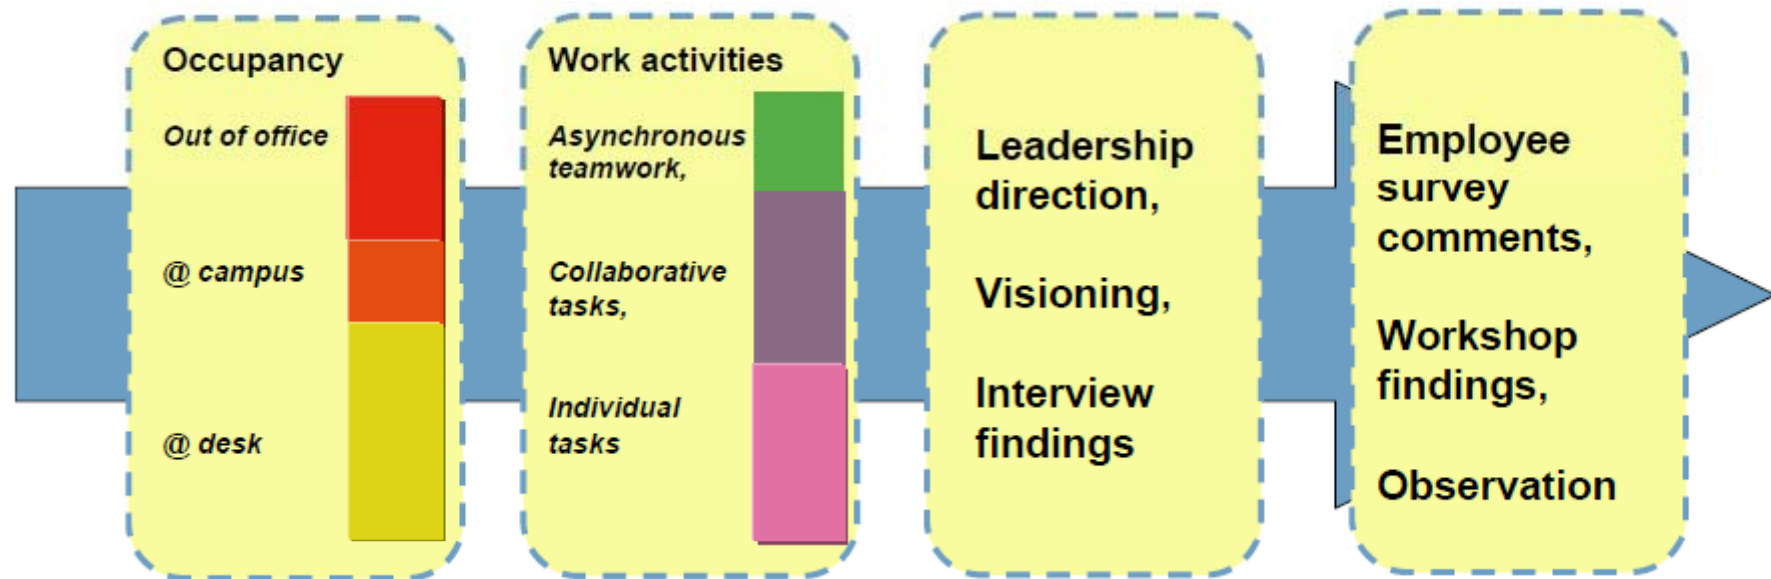 Occupancy
Out of office
@ campus
@ desk
Work activities
Asynchronous
teamwork,
Collaborative
tasks,
Individual
tasks
Leadership
direction,
Visioning,
Interview
findings
Employee
survey
comments,
Workshop
findings,
Observation